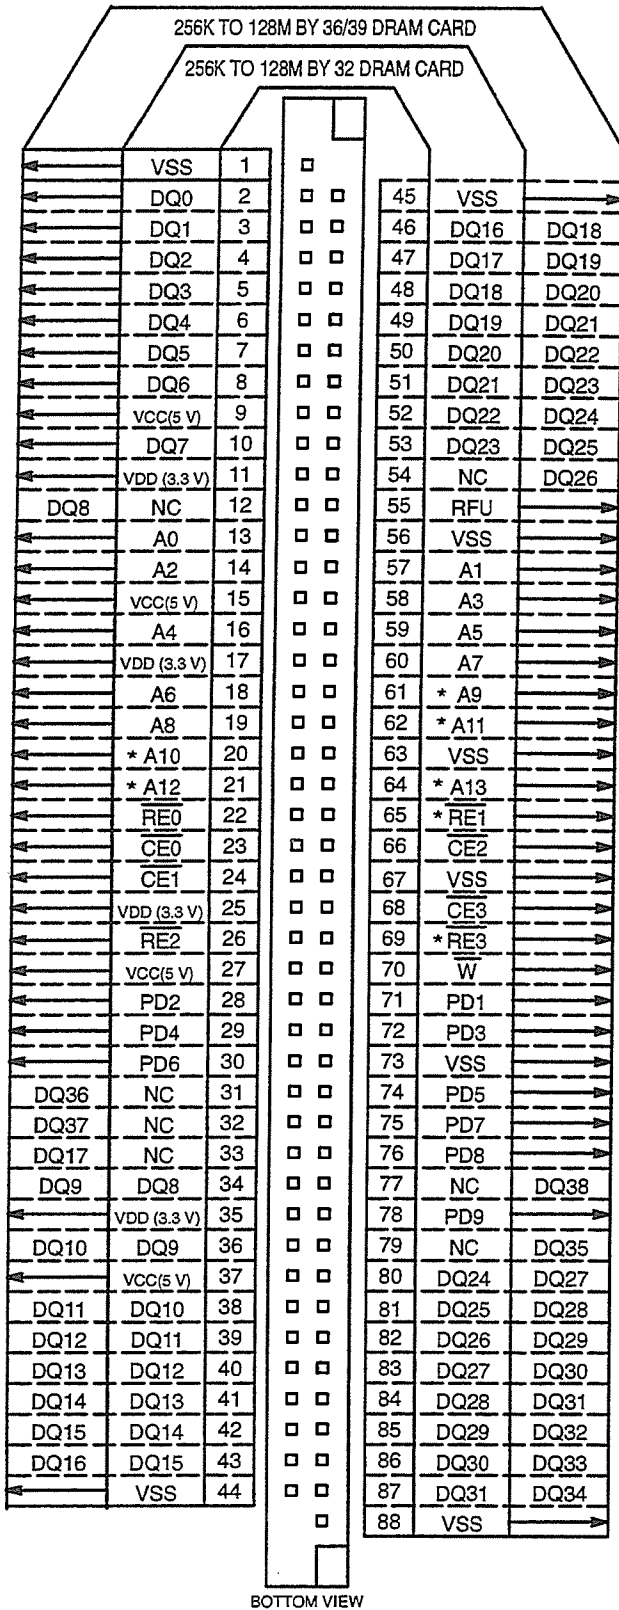 256K TO 128M BY 36/39 DRAM CARD
256K TO 128M BY 32 DRAM CARD
VSS 1
DQ0 2 45 VSS
DQ1 3 46 DQ16 DQ18
DQ2 4 47 DQ17 DQ19
DQ3 5 48 DQ18 DQ20
DQ4 6 49 DQ19 DQ21
DQ5 7 50 DQ20 DQ22
DQ6 8 51 DQ21 DQ23
VCC(5 V) 9 52 DQ22 DQ24
DQ7 10 53 DQ23 DQ25
VDD (3.3 V) 11 54 NC DQ26
DQ8 NC 12 55 RFU
A0 13 56 VSS
A2 14 57 A1
VCC(5 V) 15 58 A3
A4 16 59 A5
VDD (3.3 V) 17 60 A7
A6 18 61 * A9
A8 19 62 * A11
* A10 20 63 VSS
* A12 21 64 * A13
R̅E̅0̅ 22 65 * R̅E̅1̅
C̅E̅0̅ 23 66 C̅E̅2̅
C̅E̅1̅ 24 67 VSS
VDD (3.3 V) 25 68 C̅E̅3̅
R̅E̅2̅ 26 69 * R̅E̅3̅
VCC(5 V) 27 70 W̅
PD2 28 71 PD1
PD4 29 72 PD3
PD6 30 73 VSS
DQ36 NC 31 74 PD5
DQ37 NC 32 75 PD7
DQ17 NC 33 76 PD8
DQ9 DQ8 34 77 NC DQ38
VDD (3.3 V) 35 78 PD9
DQ10 DQ9 36 79 NC DQ35
VCC(5 V) 37 80 DQ24 DQ27
DQ11 DQ10 38 81 DQ25 DQ28
DQ12 DQ11 39 82 DQ26 DQ29
DQ13 DQ12 40 83 DQ27 DQ30
DQ14 DQ13 41 84 DQ28 DQ31
DQ15 DQ14 42 85 DQ29 DQ32
DQ16 DQ15 43 86 DQ30 DQ33
VSS 44 87 DQ31 DQ34
88 VSS
BOTTOM VIEW